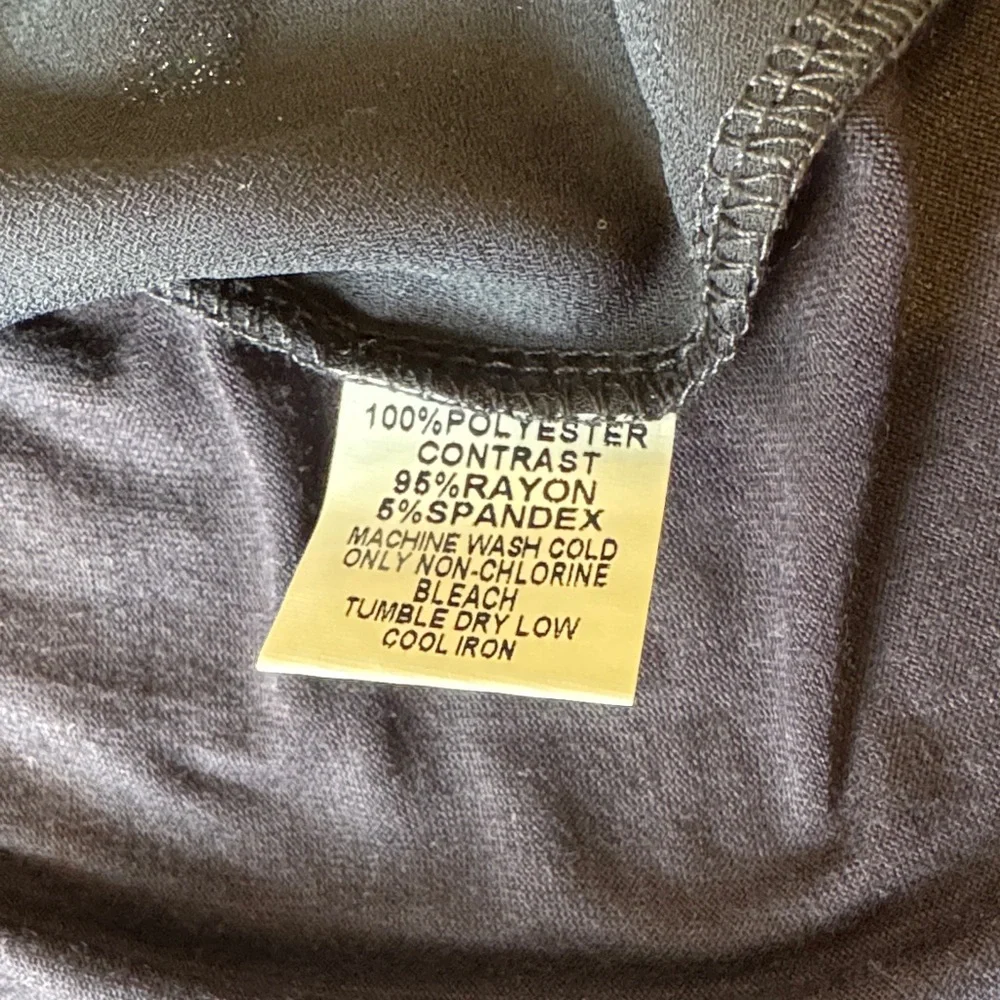 100%POLYESTER
CONTRAST
95%RAYON
5%SPANDEX
MACHINE WASH COLD
ONLY NON-CHLORINE
BLEACH
TUMBLE DRY LOW
COOL IRON